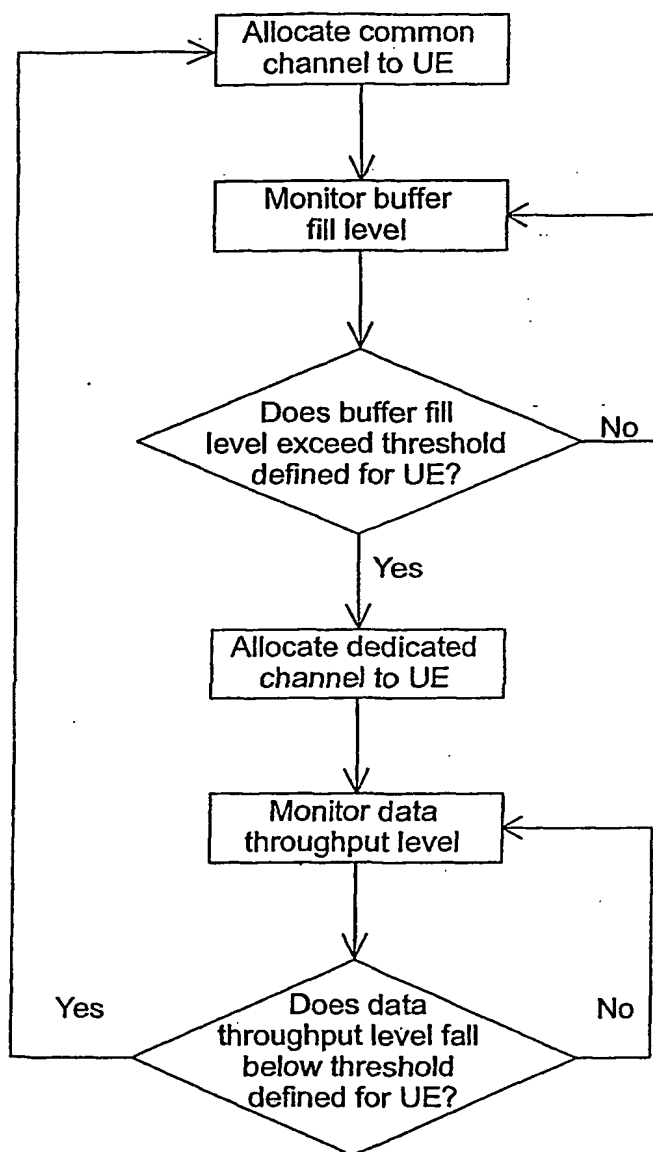 Allocate common
channel to UE
Monitor buffer
fill level
Does buffer fill
level exceed threshold
defined for UE?
No
Yes
Allocate dedicated
channel to UE
Monitor data
throughput level
Yes
Does data
throughput level fall
below threshold
defined for UE?
No